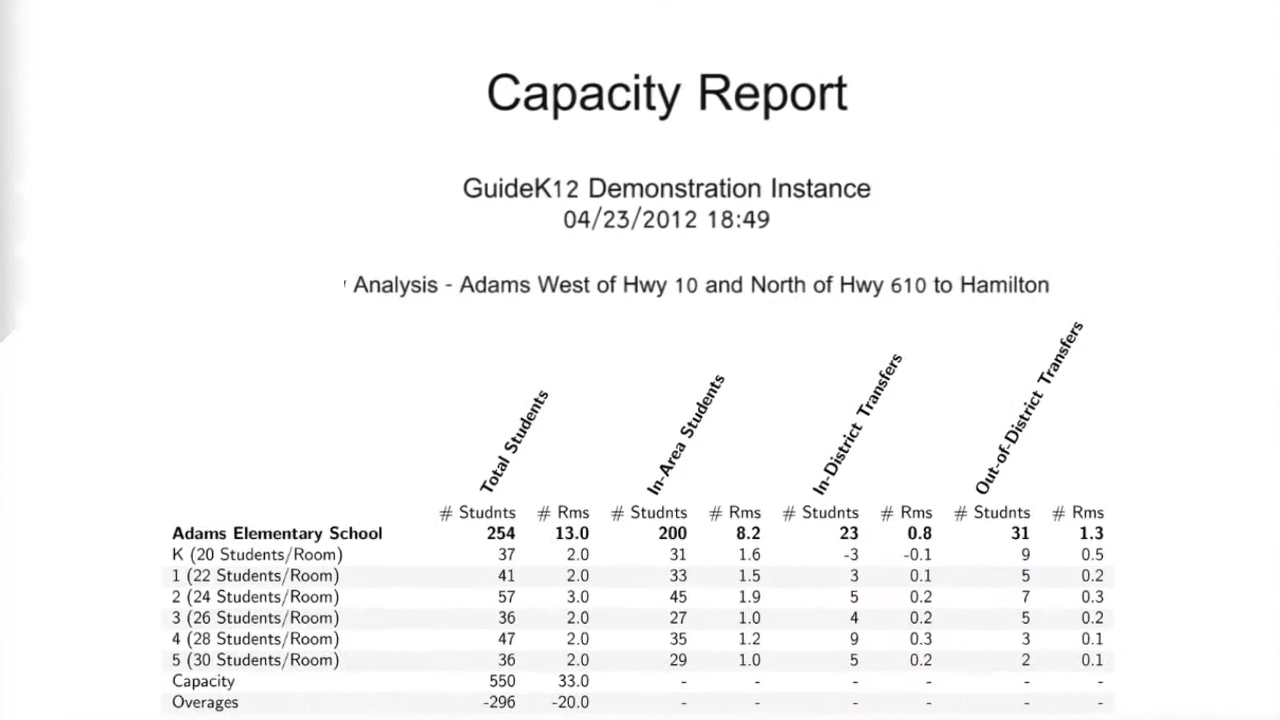 Capacity Report
GuideK12 Demonstration Instance
04/23/2012 18:49
Analysis - Adams West of Hwy 10 and North of Hwy 610 to Hamilton
Total Students In-Area Students In-District Transfers Out-of-District Transfers
# Studnts # Rms # Studnts # Rms # Studnts # Rms # Studnts # Rms
Adams Elementary School 254 13.0 200 8.2 23 0.8 31 1.3
K (20 Students/Room) 37 2.0 31 1.6 -3 -0.1 9 0.5
1 (22 Students/Room) 41 2.0 33 1.5 3 0.1 5 0.2
2 (24 Students/Room) 57 3.0 45 1.9 5 0.2 7 0.3
3 (26 Students/Room) 36 2.0 27 1.0 4 0.2 5 0.2
4 (28 Students/Room) 47 2.0 35 1.2 9 0.3 3 0.1
5 (30 Students/Room) 36 2.0 29 1.0 5 0.2 2 0.1
Capacity 550 33.0 - - - - - -
Overages -296 -20.0 - - - - - -